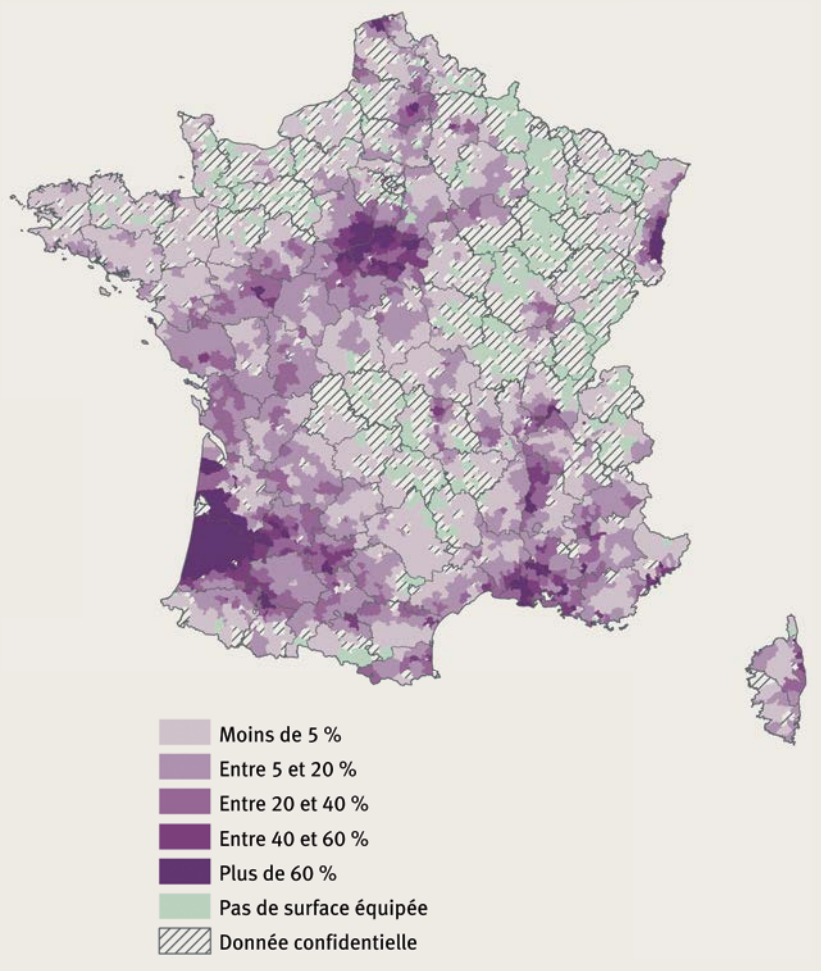 Moins de 5 %
Entre 5 et 20 %
Entre 20 et 40 %
Entre 40 et 60 %
Plus de 60 %
Pas de surface équipée
Donnée confidentielle